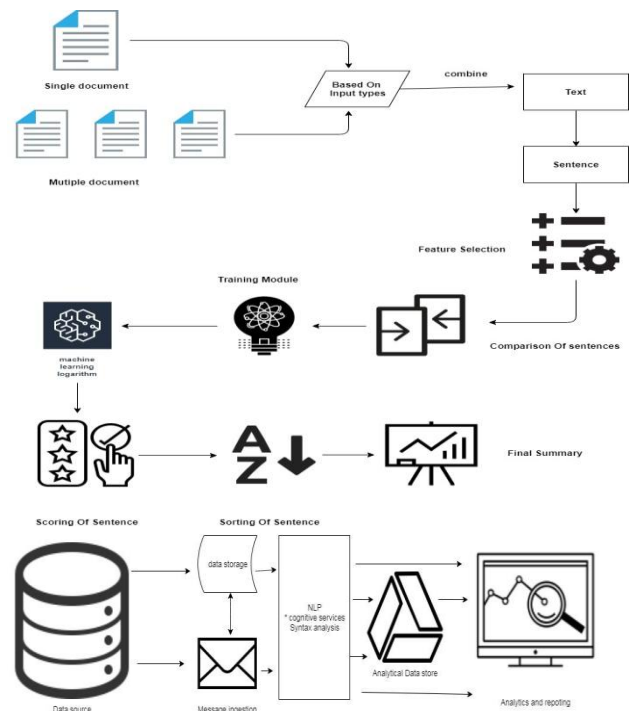 Single document
Based On
Input types
combine
Text
Mutiple document
Sentence
Feature Selection
Training Module
Comparison Of sentences
machine
learning
logarithm
A
Z
Final Summary
Scoring Of Sentence
Sorting Of Sentence
data storage
NLP
* cognitive services
Syntax analysis
Analytical Data store
Data source
Message ingestion
Analytics and repoting